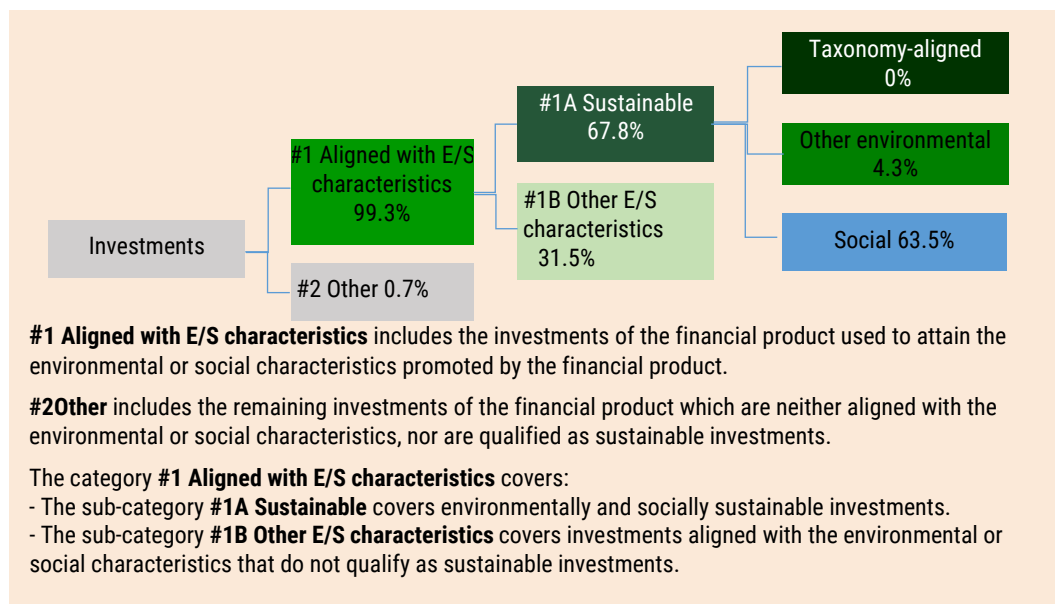 Taxonomy-aligned
0%
#1A Sustainable
67.8%
Other environmental
4.3%
#1 Aligned with E/S
characteristics
99.3%
#1B Other E/S
characteristics
31.5%
Investments
Social 63.5%
#2 Other 0.7%
#1 Aligned with E/S characteristics includes the investments of the financial product used to attain the
environmental or social characteristics promoted by the financial product.
#2Other includes the remaining investments of the financial product which are neither aligned with the
environmental or social characteristics, nor are qualified as sustainable investments.
The category #1 Aligned with E/S characteristics covers:
- The sub-category #1A Sustainable covers environmentally and socially sustainable investments.
- The sub-category #1B Other E/S characteristics covers investments aligned with the environmental or
social characteristics that do not qualify as sustainable investments.